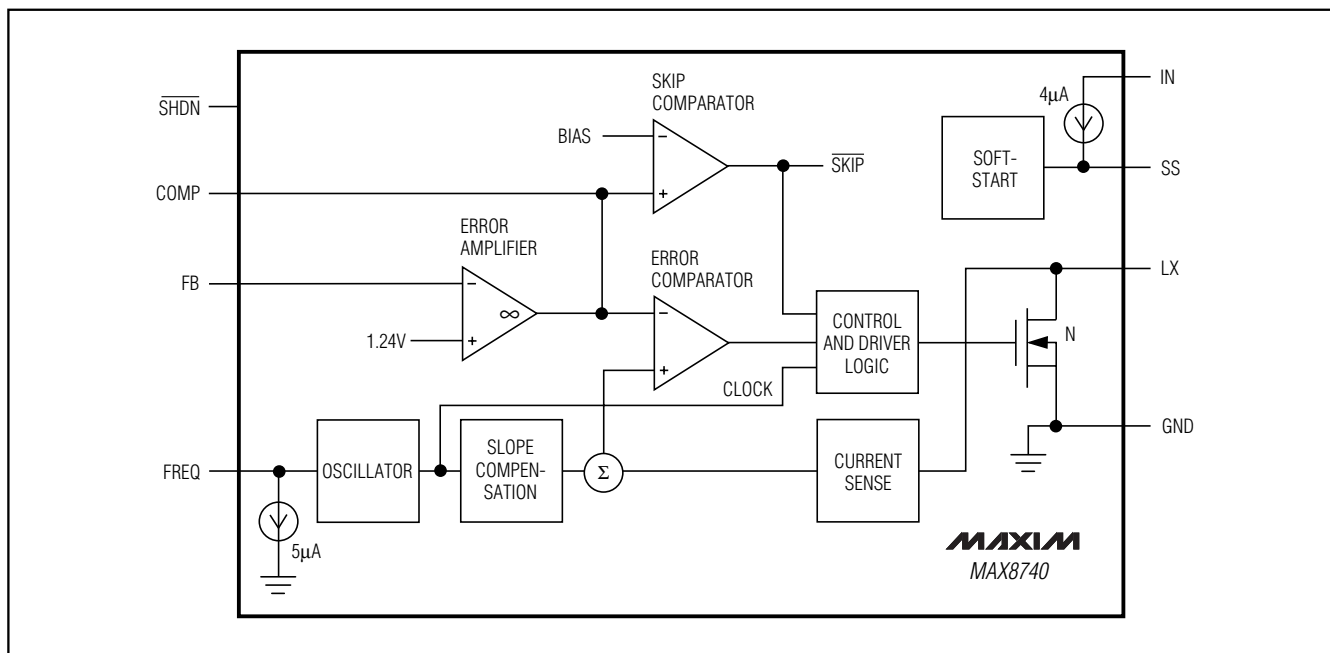 SKIP
COMPARATOR
IN
4µA
SHDN
BIAS
−
SKIP
SOFT-
START
SS
COMP
+
ERROR
AMPLIFIER
ERROR
COMPARATOR
LX
FB
−
∞
−
CONTROL
AND DRIVER
LOGIC
N
1.24V
+
+
CLOCK
GND
FREQ
OSCILLATOR
SLOPE
COMPEN-
SATION
Σ
CURRENT
SENSE
5µA
MAXIM
MAX8740